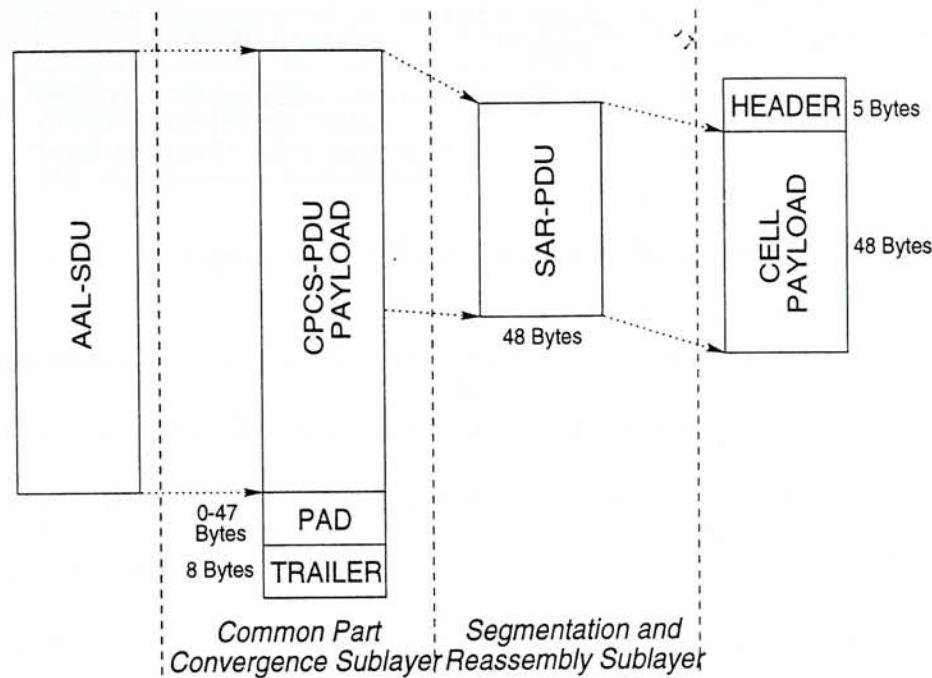 AAL-SDU
CPCS-PDU
PAYLOAD
0-47
Bytes
PAD
8 Bytes
TRAILER
SAR-PDU
48 Bytes
HEADER
5 Bytes
CELL
PAYLOAD
48 Bytes
Common Part
Convergence Sublayer
Segmentation and
Reassembly Sublayer